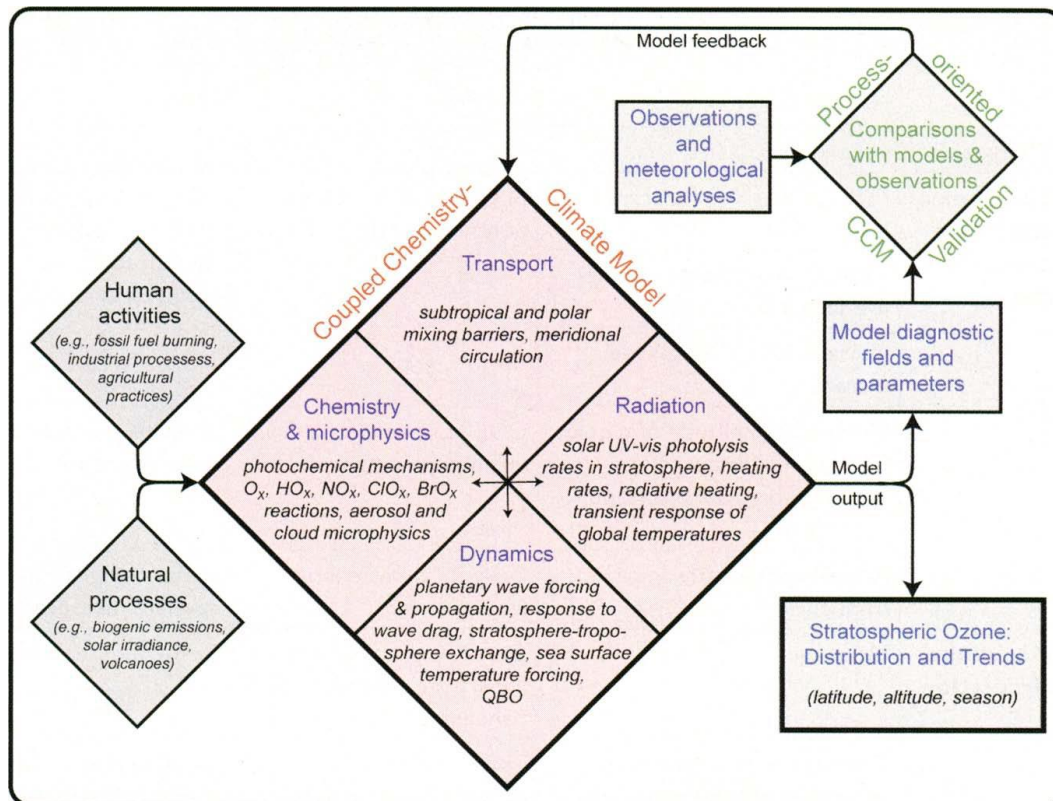 Model feedback
Process-
oriented
Observations
and
meteorological
analyses
Comparisons
with models &
observations
CCM
Validation
Coupled Chemistry-
Climate Model
Transport
subtropical and polar
mixing barriers, meridional
circulation
Human
activities
(e.g., fossil fuel burning,
industrial processess,
agricultural
practices)
Model diagnostic
fields and
parameters
Chemistry
& microphysics
photochemical mechanisms,
Oₓ, HOₓ, NOₓ, ClOₓ, BrOₓ
reactions, aerosol and
cloud microphysics
Radiation
solar UV-vis photolysis
rates in stratosphere, heating
rates, radiative heating,
transient response of
global temperatures
Model
output
Dynamics
planetary wave forcing
& propagation, response to
wave drag, stratosphere-tropo-
sphere exchange, sea surface
temperature forcing,
QBO
Natural
processes
(e.g., biogenic emissions,
solar irradiance,
volcanoes)
Stratospheric Ozone:
Distribution and Trends
(latitude, altitude, season)